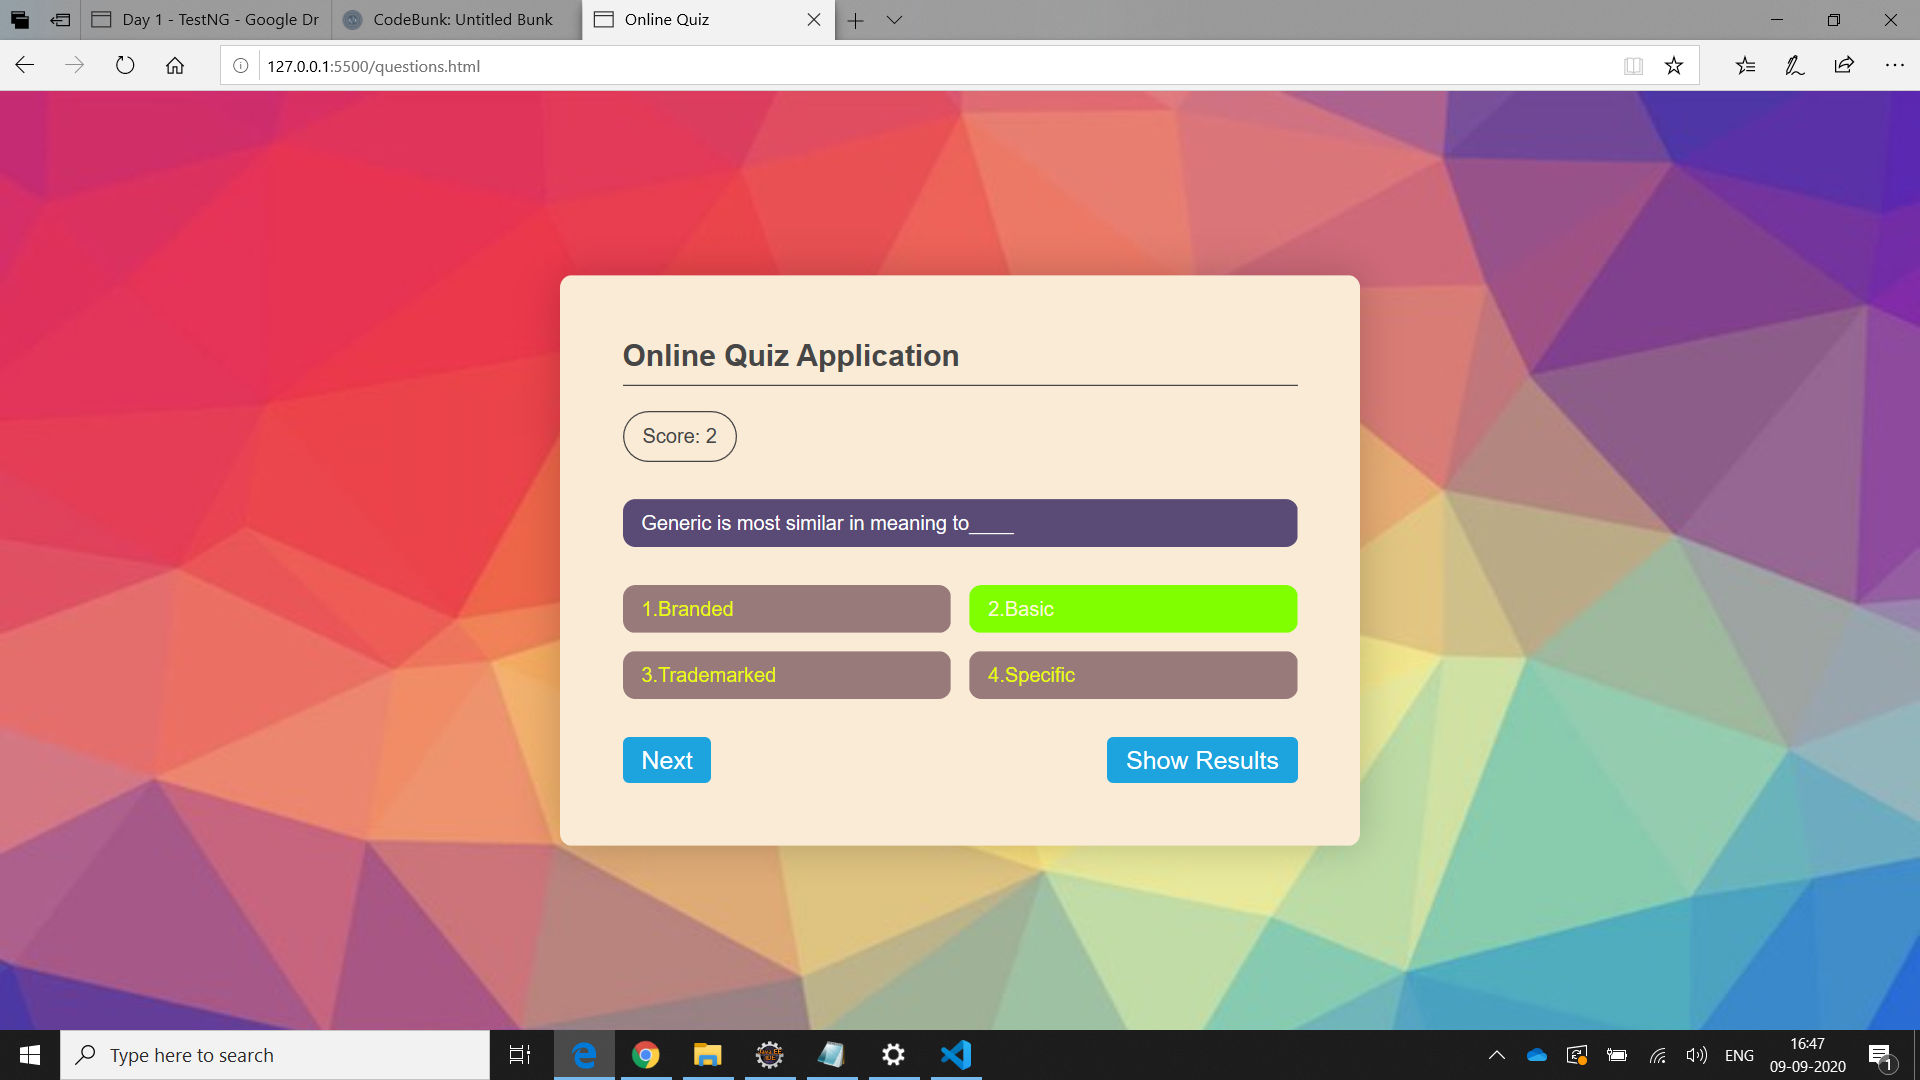 Day 1 - TestNG - Google Dr
CodeBunk: Untitled Bunk
Online Quiz
127.0.0.1:5500/questions.html
Online Quiz Application
Score: 2
Generic is most similar in meaning to____
1.Branded
2.Basic
3.Trademarked
4.Specific
Next
Show Results
Type here to search
ENG
16:47
09-09-2020
1